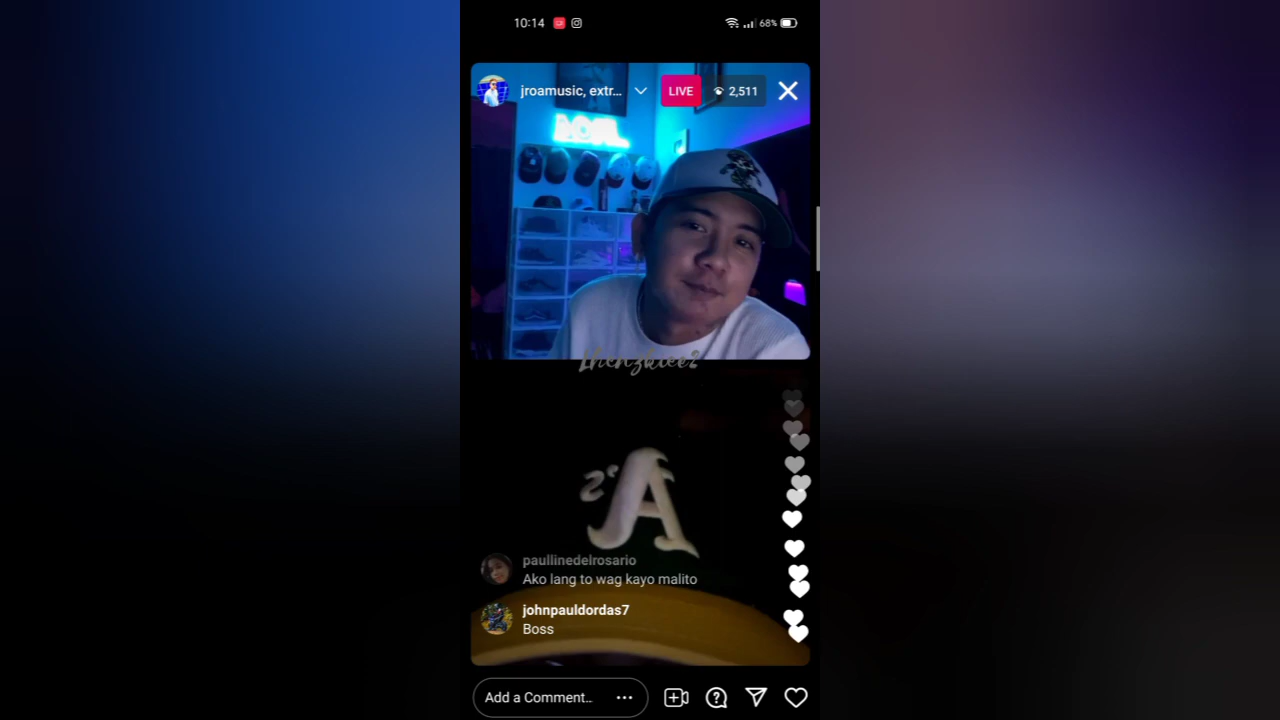 10:14
68%
jroamusic, extr...
LIVE
2,511
A's
paullinedelrosario
Ako lang to wag kayo malito
johnpauldordas7
Boss
Add a Comment...